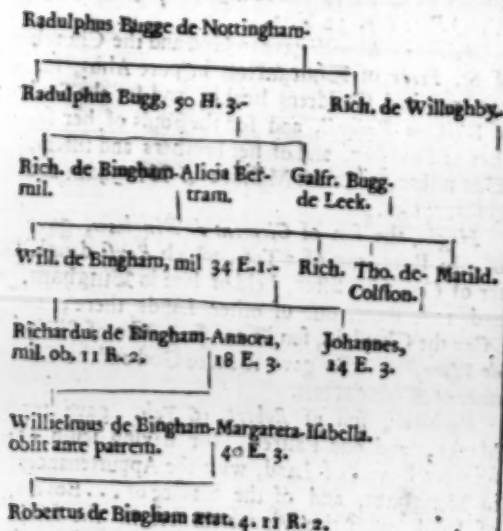 Radulphus Bugge de Nottingham-
Radulphus Bugg, 50 H. 3.- Rich. de Willughby.-
Rich. de Bingham-Alicia Ber- Galfr. Bugg-
mil. tram. de Leek.
Will. de Bingham, mil 34 E.1.- Rich. Tho. de- Matild.
Colston.
Richardus de Bingham-Annora, Johannes,
mil. ob. 11 R. 2. 18 E. 3. 24 E. 3.
Willielmus de Bingham-Margareta-Isabella.
obiit ante patrem. 40 E. 3.
Robertus de Bingham ætat. 4. 11 R. 2.